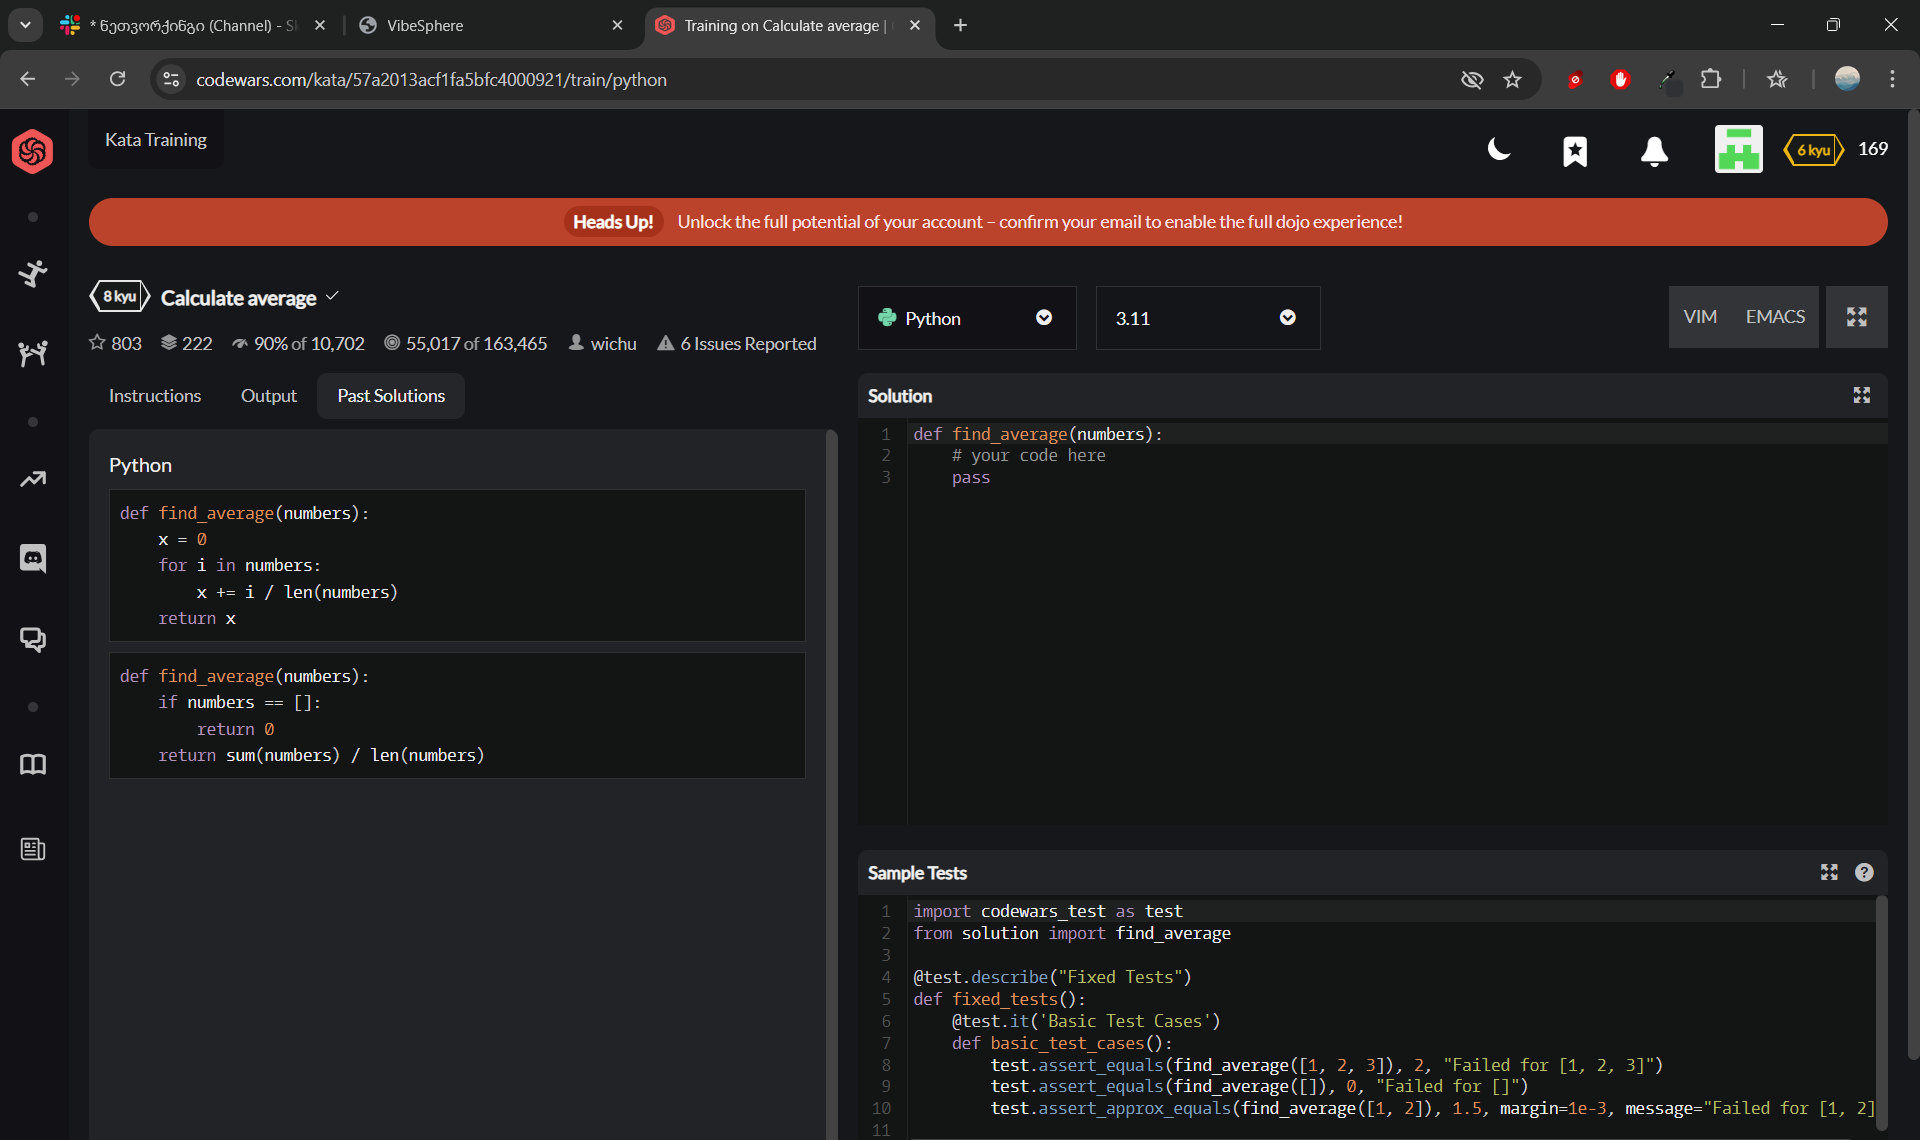 * ნეთვორქინგი (Channel) - Sl
VibeSphere
Training on Calculate average |
codewars.com/kata/57a2013acf1fa5bfc4000921/train/python
Kata Training
6 kyu 169
Heads Up! Unlock the full potential of your account – confirm your email to enable the full dojo experience!
8 kyu Calculate average
803 222 90% of 10,702 55,017 of 163,465 wichu 6 Issues Reported
Python 3.11
VIM EMACS
Instructions Output Past Solutions
Python
def find_average(numbers):
    x = 0
    for i in numbers:
        x += i / len(numbers)
    return x
def find_average(numbers):
    if numbers == []:
        return 0
    return sum(numbers) / len(numbers)
Solution
1 def find_average(numbers):
2     # your code here
3     pass
Sample Tests
?
1 import codewars_test as test
2 from solution import find_average
3
4 @test.describe("Fixed Tests")
5 def fixed_tests():
6     @test.it('Basic Test Cases')
7     def basic_test_cases():
8         test.assert_equals(find_average([1, 2, 3]), 2, "Failed for [1, 2, 3]")
9         test.assert_equals(find_average([]), 0, "Failed for []")
10         test.assert_approx_equals(find_average([1, 2]), 1.5, margin=1e-3, message="Failed for [1, 2]
11